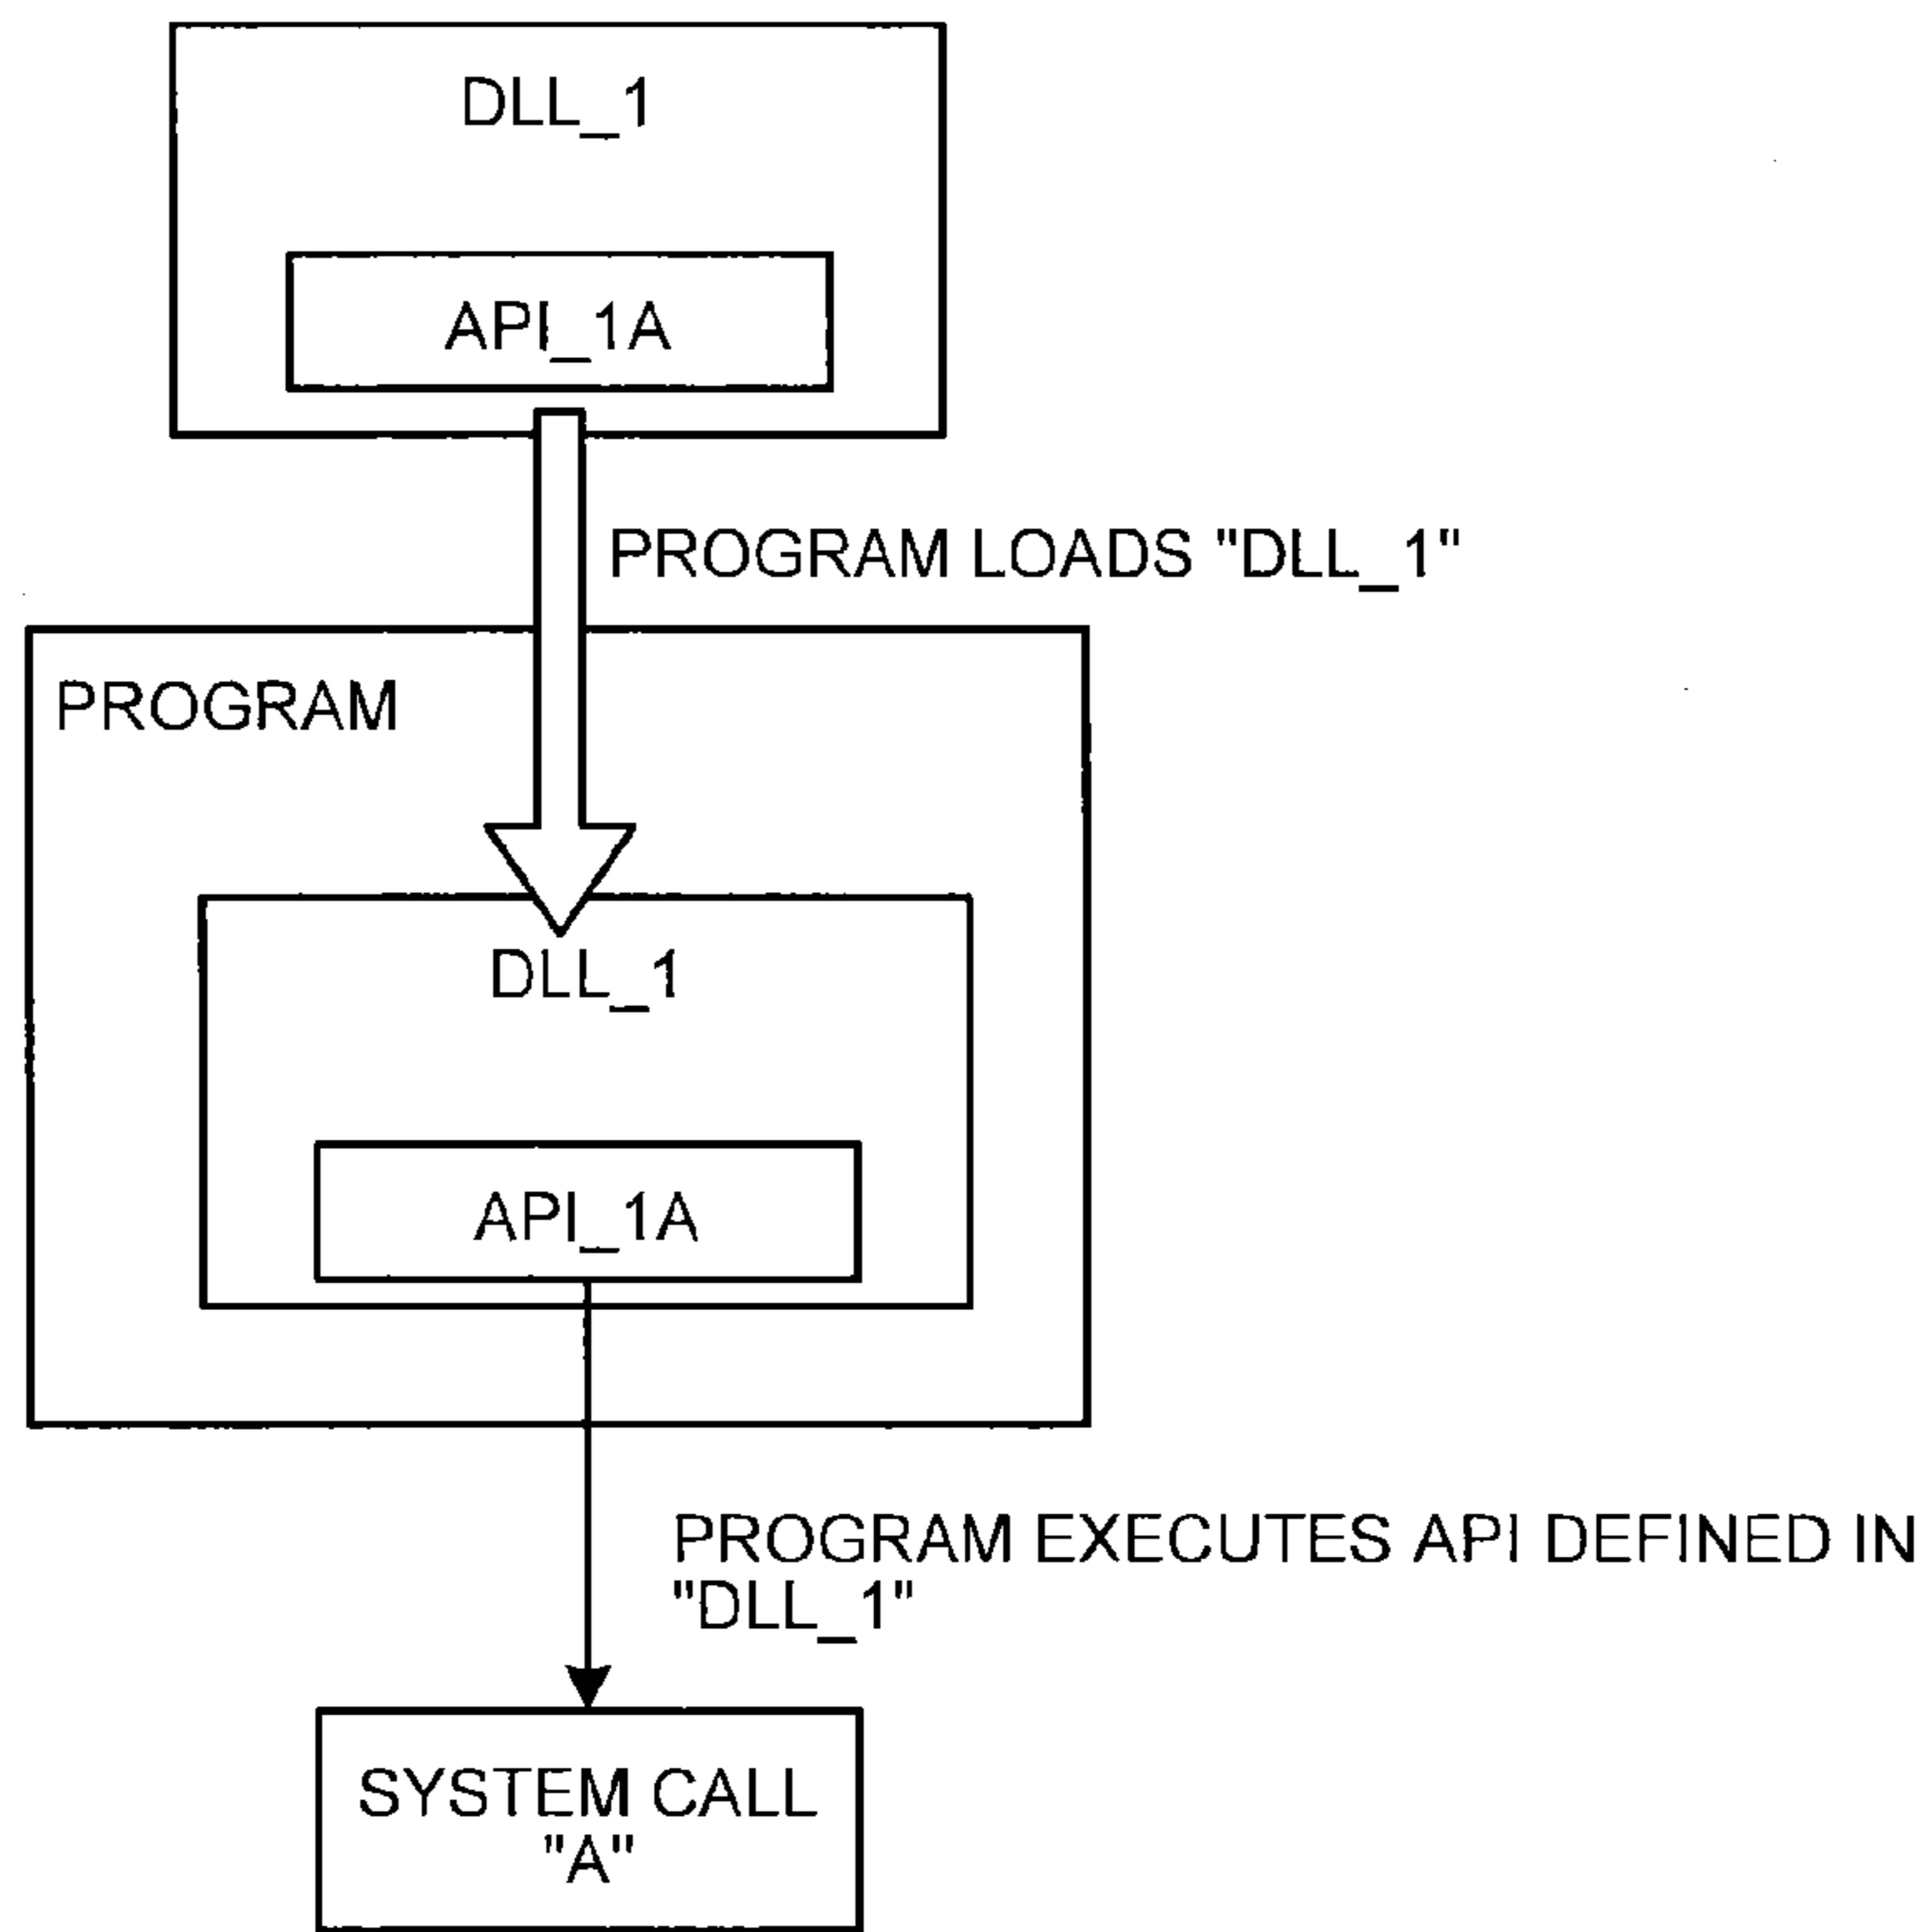 DLL_1
API_1A
PROGRAM LOADS "DLL_1"
PROGRAM
DLL_1
API_1A
PROGRAM EXECUTES API DEFINED IN
"DLL_1"
SYSTEM CALL
"A"